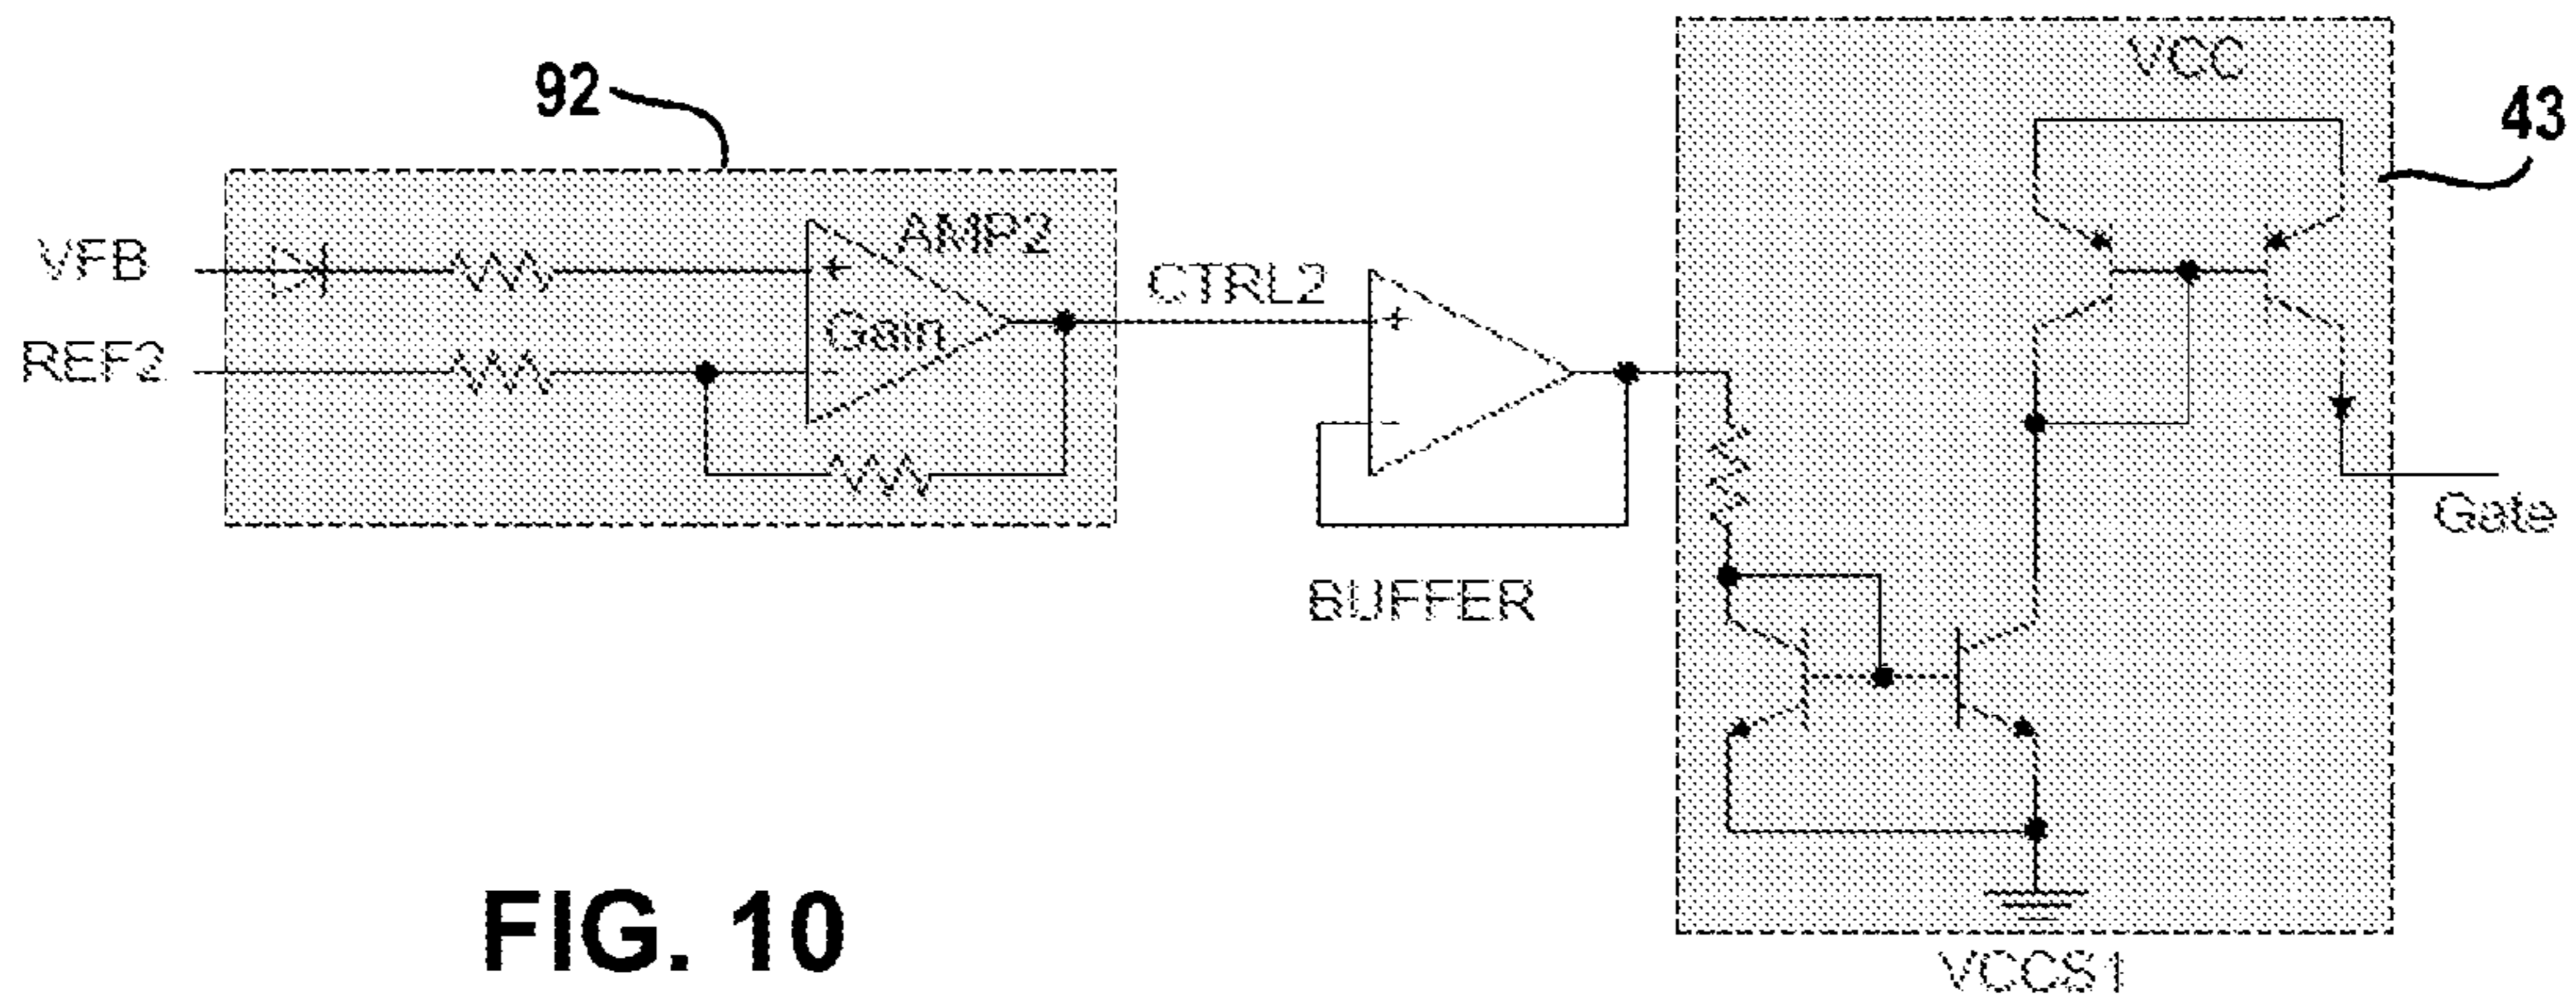 92
VCC
43
AMP2
VFB
CTRL2
+
+
Gain
REF2
-
-
Gate
BUFFER
FIG. 10
VCCS1